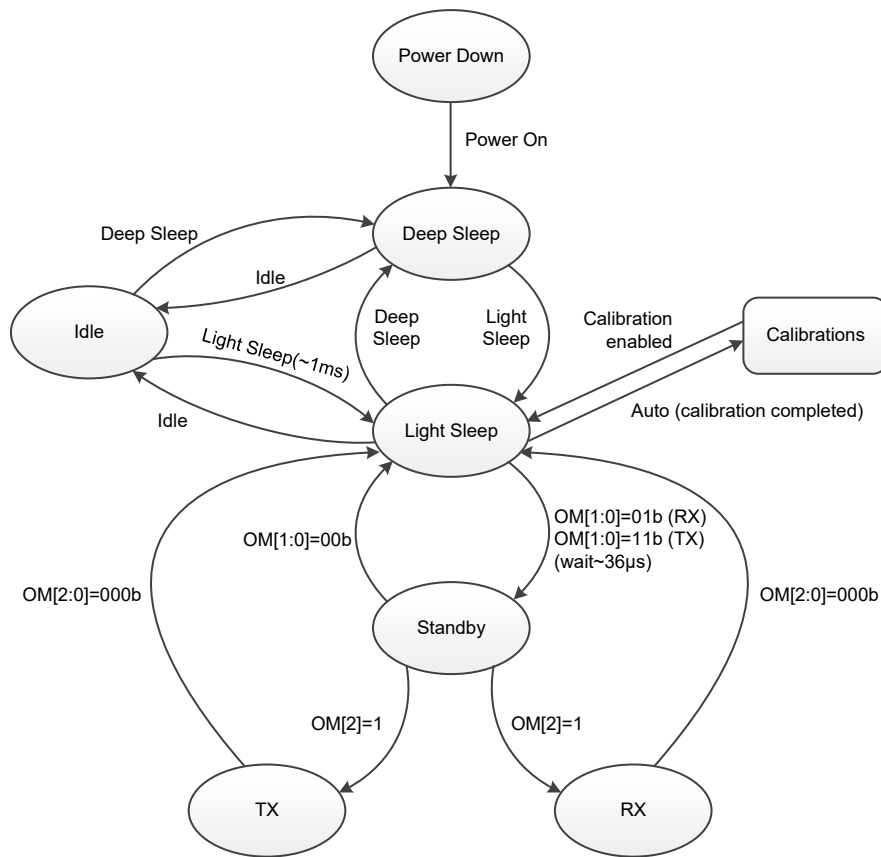 Power Down
Power On
Deep Sleep
Deep Sleep
Idle
Idle
Deep
Sleep
Light
Sleep
Calibration
enabled
Calibrations
Light Sleep(~1ms)
Idle
Light Sleep
Auto (calibration completed)
OM[1:0]=00b
OM[1:0]=01b (RX)
OM[1:0]=11b (TX)
(wait~36µs)
OM[2:0]=000b
OM[2:0]=000b
Standby
OM[2]=1
OM[2]=1
TX
RX